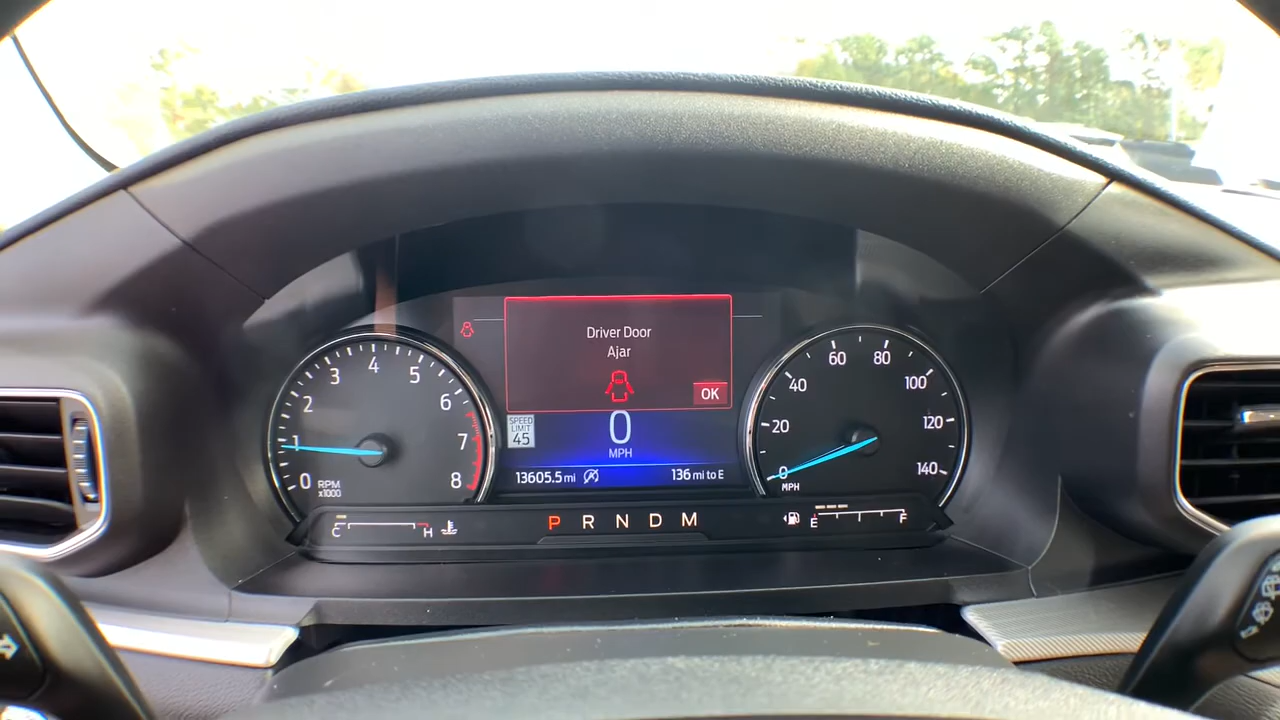 Driver Door
Ajar
OK
SPEED
LIMIT
45
0
MPH
13605.5 mi
136 mi to E
0
1
2
3
4
5
6
7
8
RPM
x1000
0
20
40
60
80
100
120
140
MPH
C
H
P R N D M
E
F